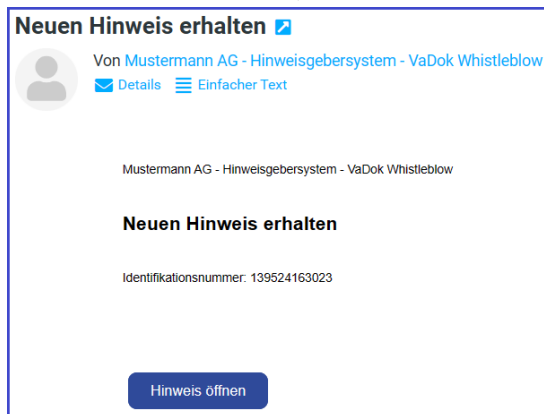 Neuen Hinweis erhalten
Von Mustermann AG - Hinweisgebersystem - VaDok Whistleblow
Details Einfacher Text
Mustermann AG - Hinweisgebersystem - VaDok Whistleblow
Neuen Hinweis erhalten
Identifikationsnummer: 139524163023
Hinweis öffnen